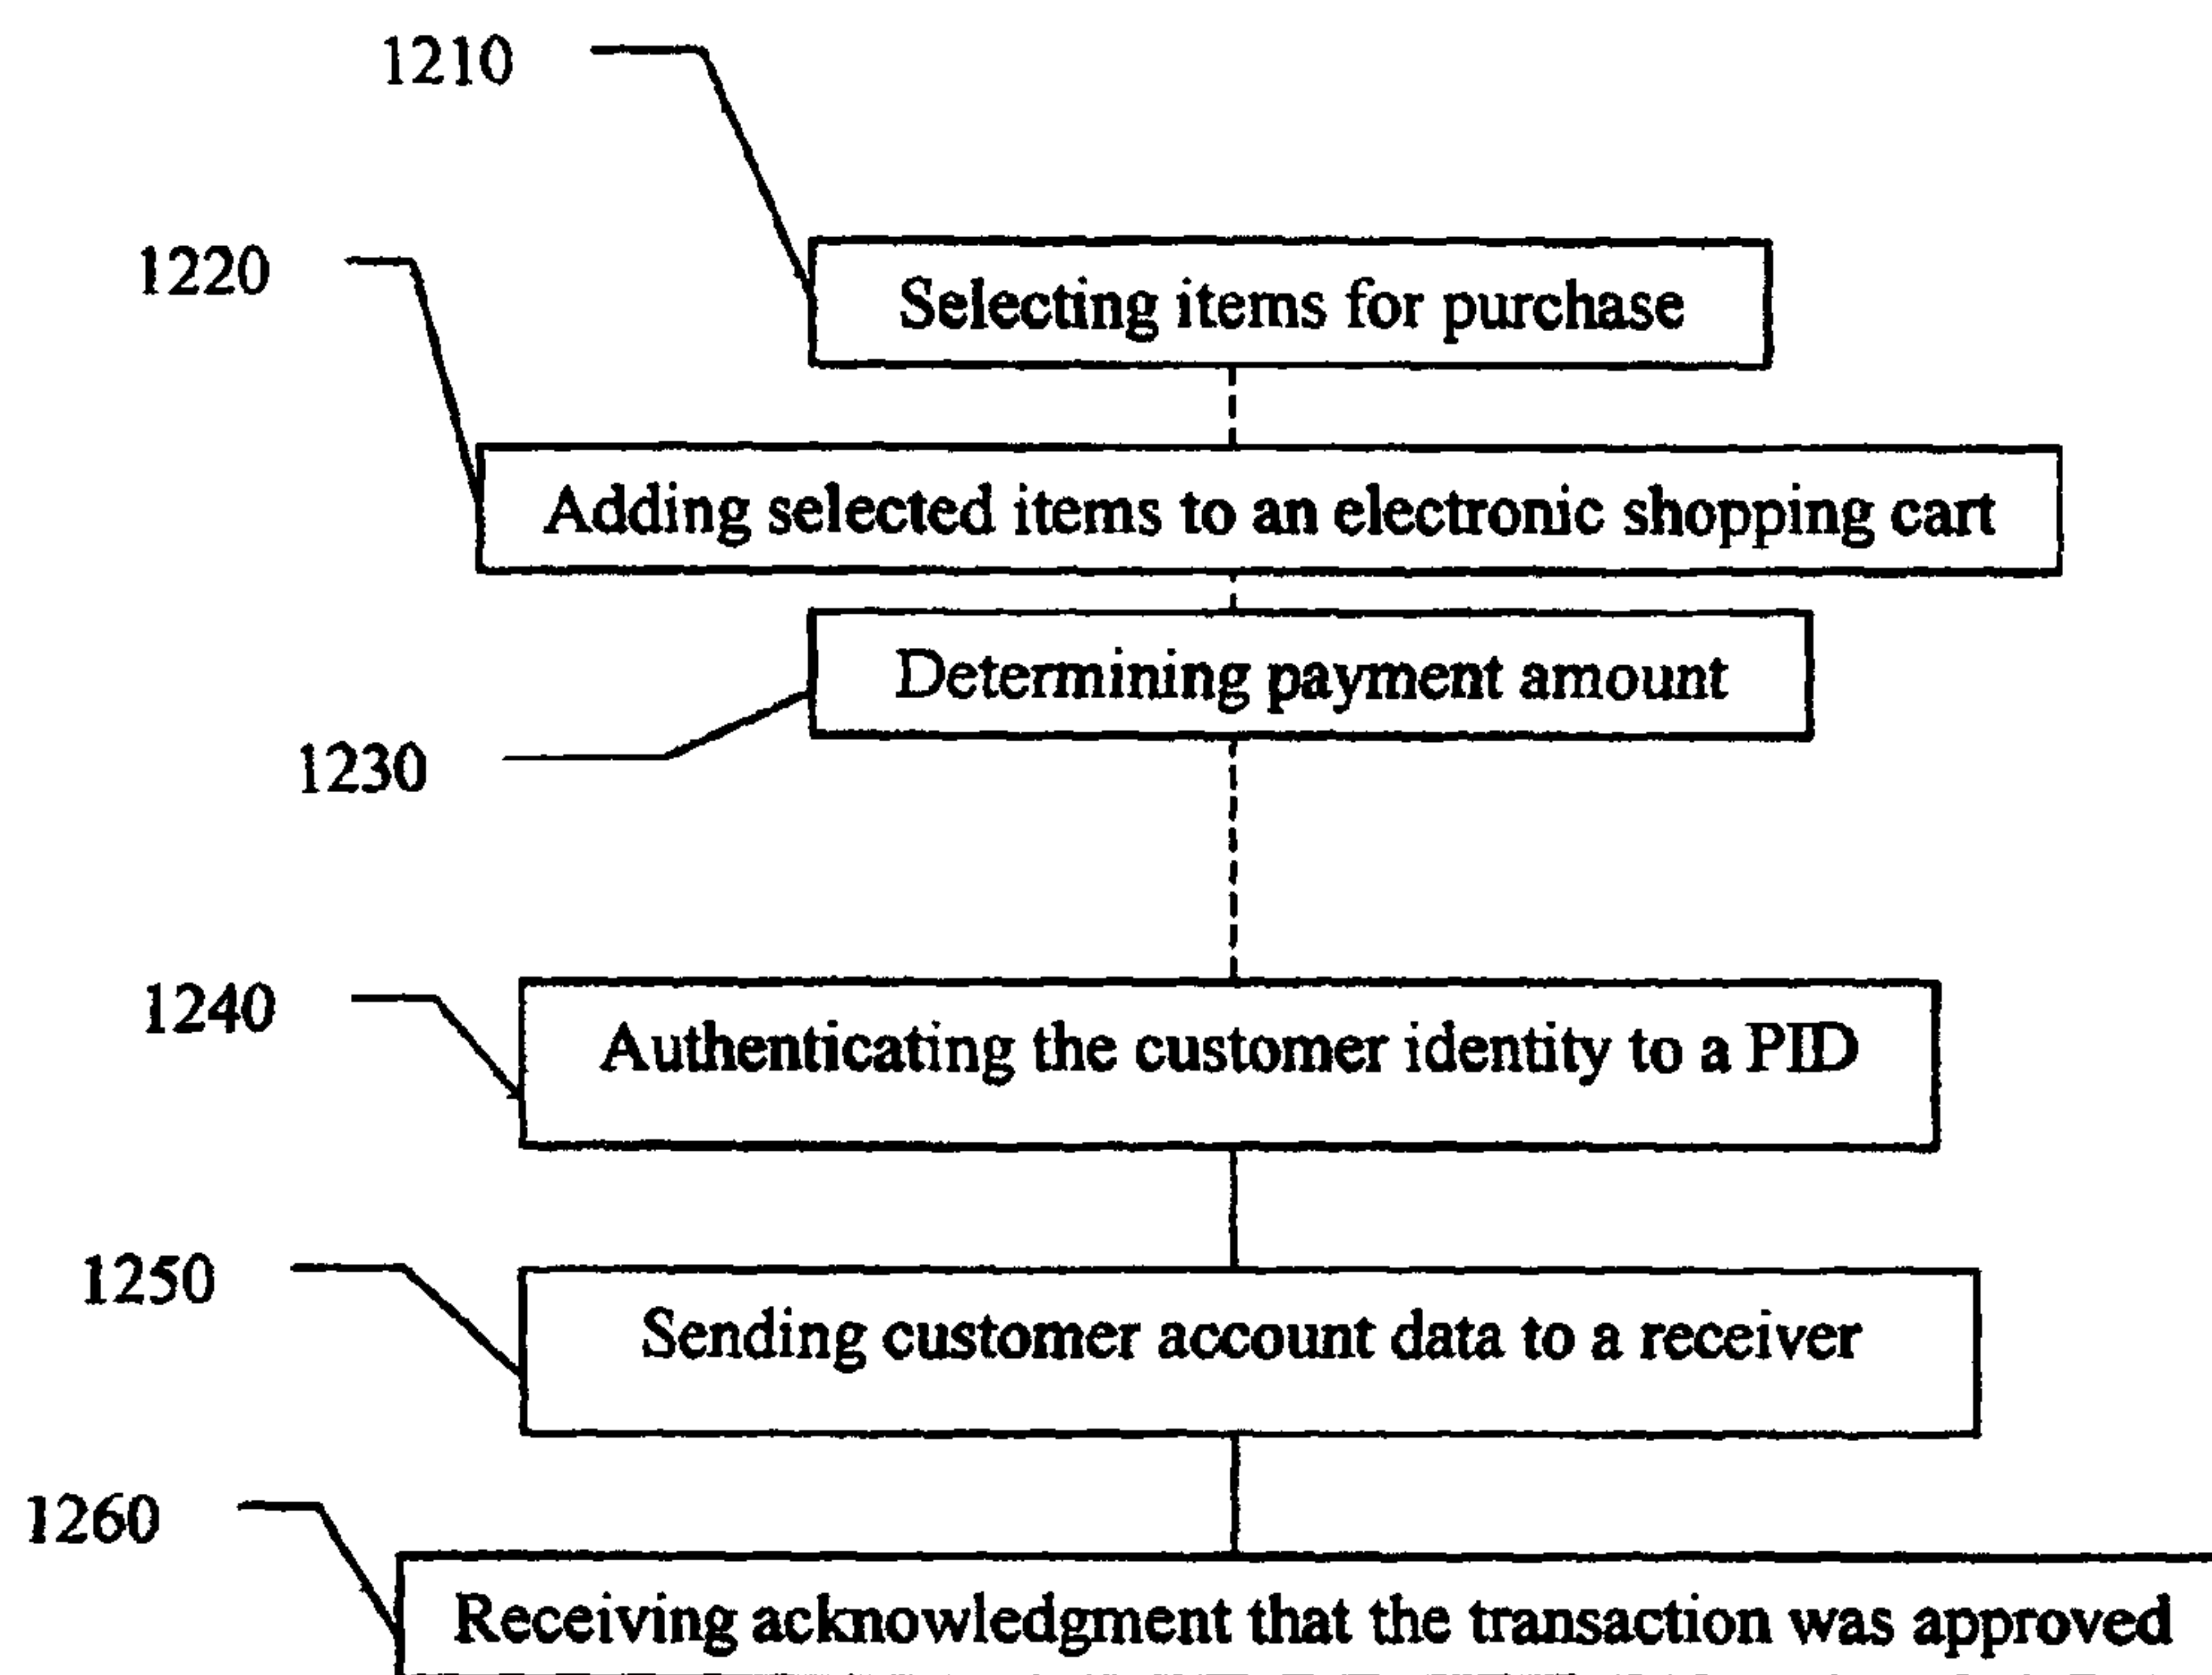 1210
Selecting items for purchase
1220
Adding selected items to an electronic shopping cart
Determining payment amount
1230
1240
Authenticating the customer identity to a PID
1250
Sending customer account data to a receiver
1260
Receiving acknowledgment that the transaction was approved